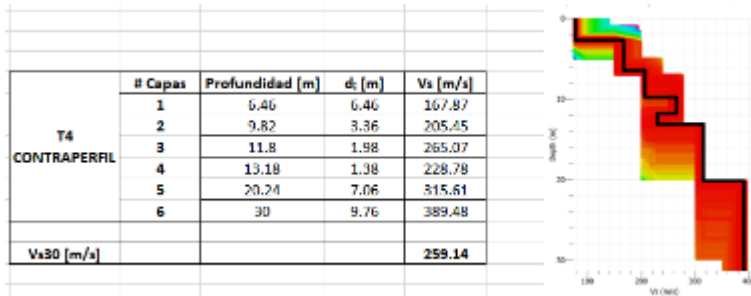 # Capas Profundidad [m] di [m] Vs [m/s]
T4 CONTRAPERFIL
1 6.46 6.46 167.87
2 9.82 3.36 205.45
3 11.8 1.98 265.07
4 13.18 1.38 228.78
5 20.24 7.06 315.61
6 30 9.76 389.48
Vs30 [m/s] 259.14
0
10
20
30
Depth [m]
100 200 300
Vs [m/s]